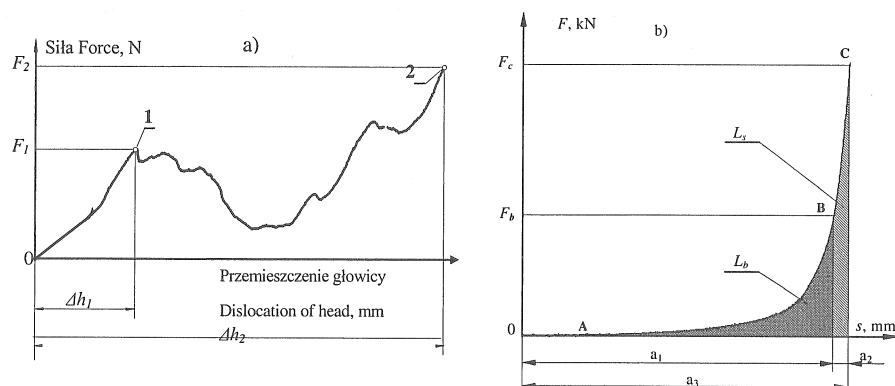 Siła Force, N
a)
F2
2
1
F1
0
Przemieszczenie głowicy
Δh1
Dislocation of head, mm
Δh2
F, kN
b)
C
Fc
Ls
B
Fb
Lb
0
A
s, mm
a1
a2
a3